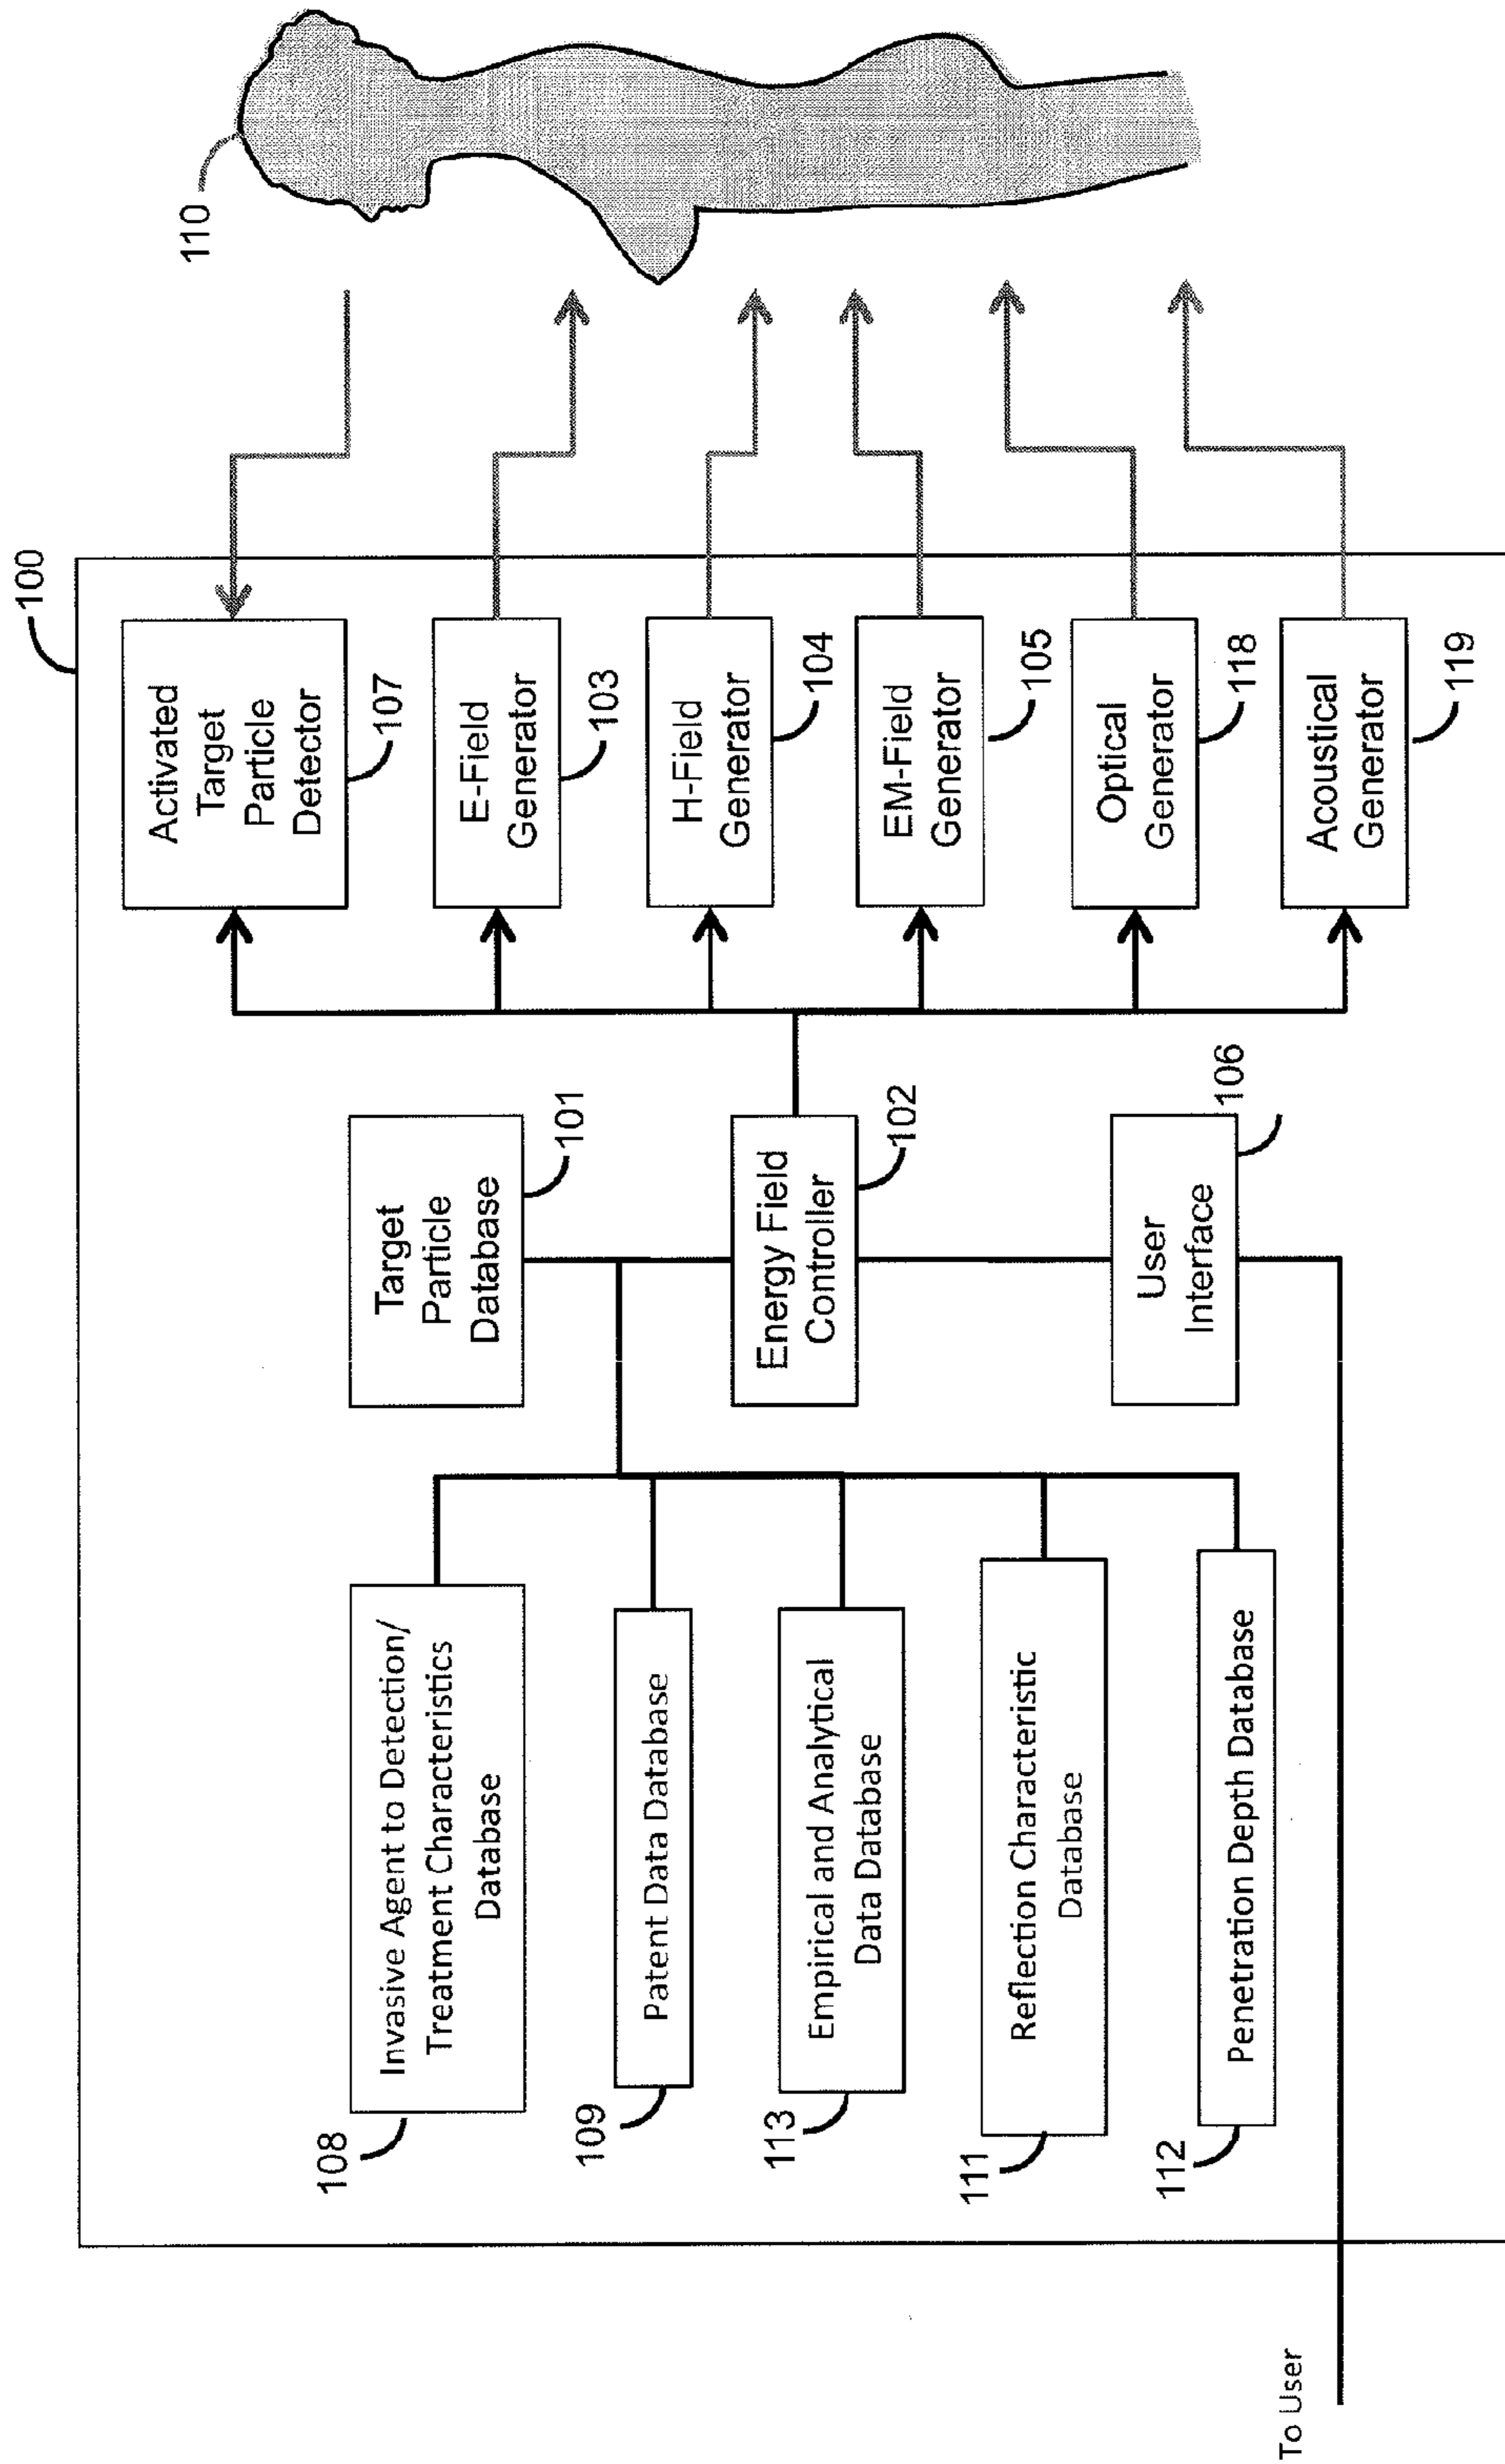 100
110
Invasive Agent to Detection/
Treatment Characteristics
Database
108
Patent Data Database
109
Empirical and Analytical
Data Database
113
Reflection Characteristic
Database
111
Penetration Depth Database
112
Target
Particle
Database
101
Energy Field
Controller
102
User
Interface
106
Activated
Target
Particle
Detector
107
E-Field
Generator
103
H-Field
Generator
104
EM-Field
Generator
105
Optical
Generator
118
Acoustical
Generator
119
To User